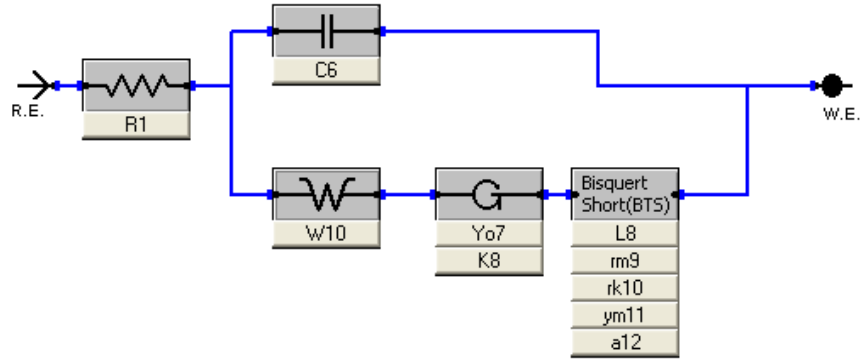 C6
R.E.
R1
W.E.
W10
Yo7
K8
Bisquert
Short(BTS)
L8
rm9
rk10
ym11
a12